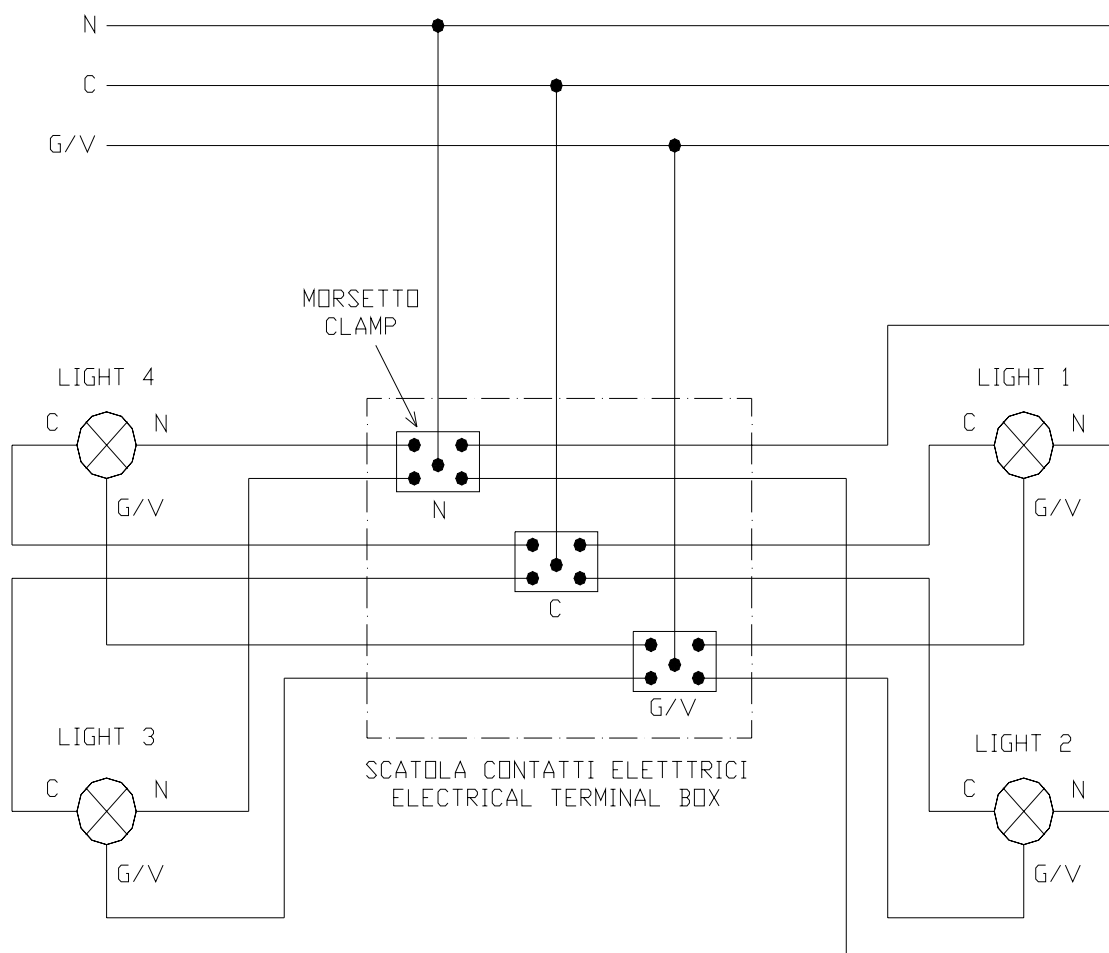 N
C
G/V
MORSETTO
CLAMP
LIGHT 4
C
N
G/V
LIGHT 1
C
N
G/V
N
C
G/V
SCATOLA CONTATTI ELETTTRICI
ELECTRICAL TERMINAL BOX
LIGHT 3
C
N
G/V
LIGHT 2
C
N
G/V